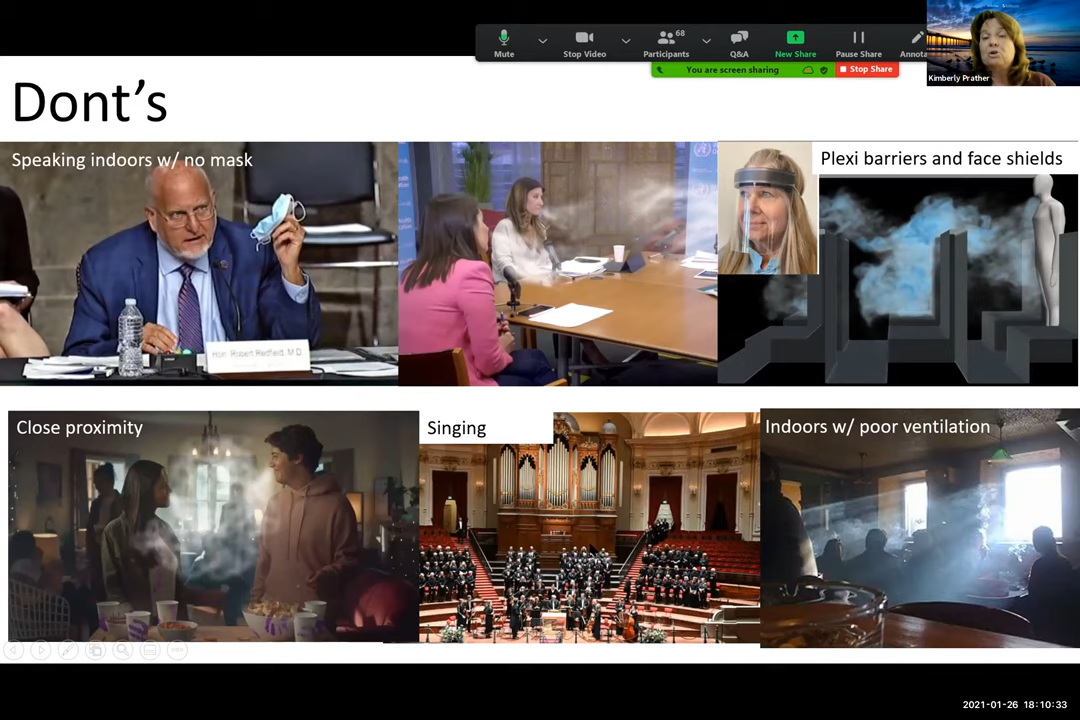 68
Mute
Stop Video
Participants
Q&A
New Share
Pause Share
Annota
You are screen sharing
Stop Share
Kimberly Prather
Dont's
Speaking indoors w/ no mask
Plexi barriers and face shields
Hon. Robert Redfield, M.D.
Close proximity
Singing
Indoors w/ poor ventilation
2021-01-26 18:10:33